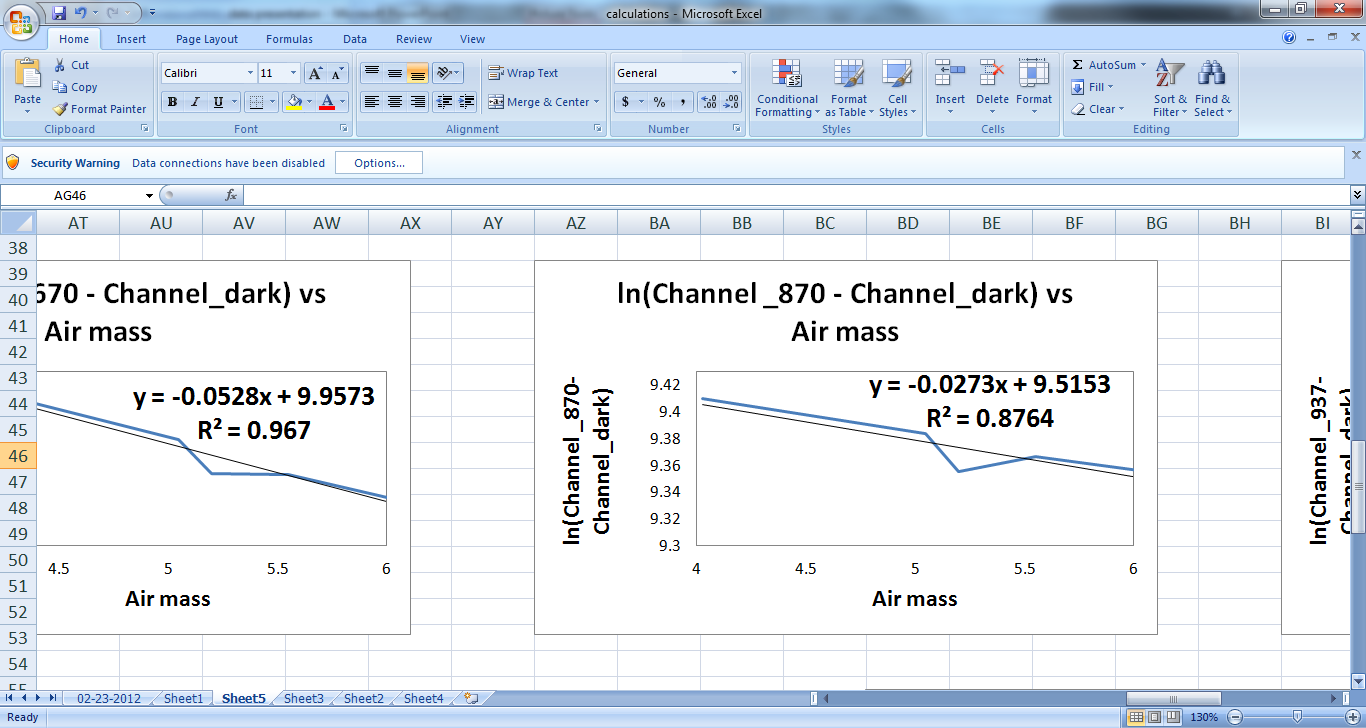 calculations - Microsoft Excel
Home Insert Page Layout Formulas Data Review View
Paste
Cut
Copy
Format Painter
Clipboard
Calibri 11
B I U
Font
Wrap Text
Merge & Center
Alignment
General
$ % ,
Number
Conditional Formatting
Format as Table
Cell Styles
Styles
Insert Delete Format
Cells
Σ AutoSum
Fill
Clear
Sort & Filter
Find & Select
Editing
Security Warning Data connections have been disabled Options...
AG46 fx
AT AU AV AW AX AY AZ BA BB BC BD BE BF BG BH BI
38
39
40
41
42
43
44
45
46
47
48
49
50
51
52
53
54
55
670 - Channel_dark) vs
Air mass
y = -0.0528x + 9.9573
R² = 0.967
4.5 5 5.5 6
Air mass
ln(Channel _870 - Channel_dark) vs
Air mass
ln(Channel _870-
Channel_dark)
y = -0.0273x + 9.5153
R² = 0.8764
9.42
9.4
9.38
9.36
9.34
9.32
9.3
4 4.5 5 5.5 6
Air mass
ln(Channel _937-
Channel_dark)
02-23-2012 Sheet1 Sheet5 Sheet3 Sheet2 Sheet4
Ready 130%